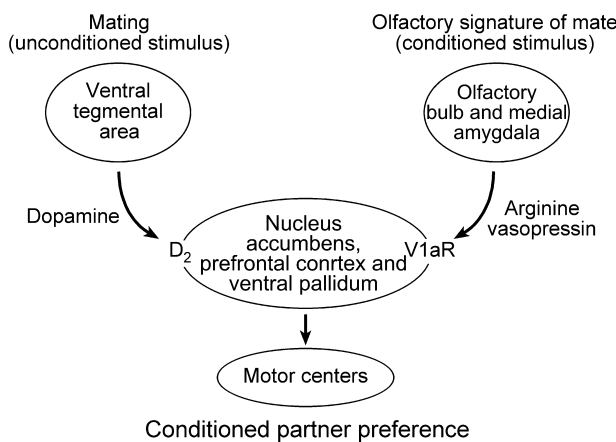 Mating
(unconditioned stimulus)
Olfactory signature of mate
(conditioned stimulus)
Ventral
tegmental
area
Olfactory
bulb and medial
amygdala
Dopamine
Arginine
vasopressin
D2
Nucleus
accumbens,
prefrontal conrtex and
ventral pallidum
V1aR
Motor centers
Conditioned partner preference